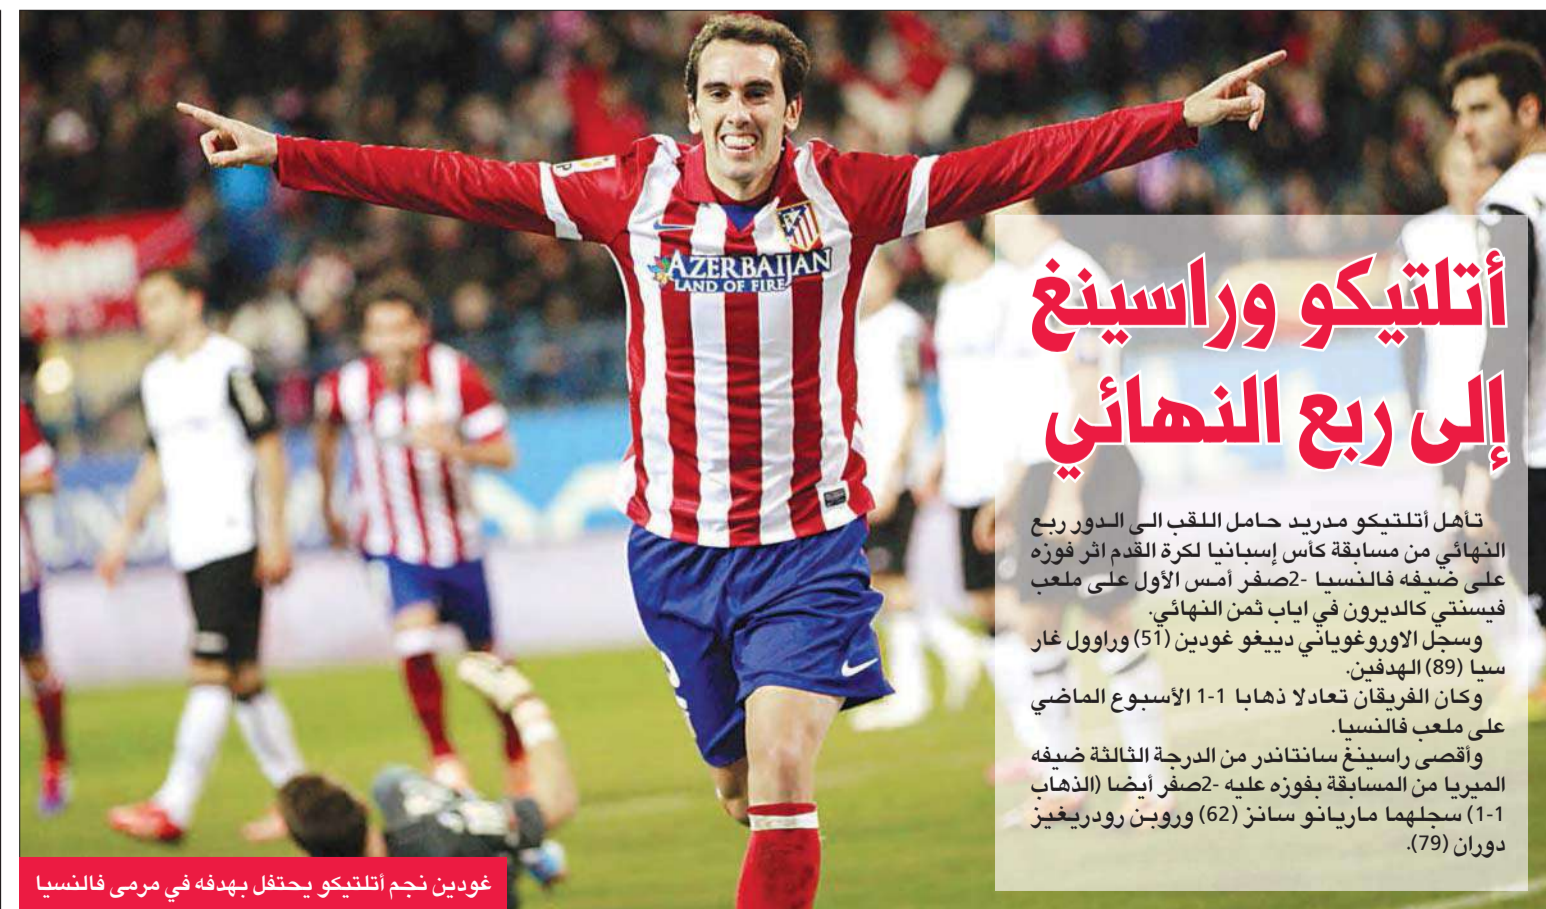 أتلتيكو وراسينغ
إلى ربع النهائي
تأهل أتلتيكو مدريد حامل اللقب الى الدور ربع
النهائي من مسابقة كأس إسبانيا لكرة القدم اثر فوزه
على ضيفه فالنسيا -2صفر أمس الأول على ملعب
فيسنتي كالديرون في اياب ثمن النهائي.
وسجل الاوروغوياني دييغو غودين (51) وراوول غار
سيا (89) الهدفين.
وكان الفريقان تعادلا ذهابا 1-1 الأسبوع الماضي
على ملعب فالنسيا.
وأقصى راسينغ سانتاندر من الدرجة الثالثة ضيفه
الميريا من المسابقة بفوزه عليه -2صفر أيضا (الذهاب
1-1) سجلهما ماريانو سانز (62) وروبن رودريغيز
دوران (79).
AZERBAIJAN
LAND OF FIRE
غودين نجم أتلتيكو يحتفل بهدفه في مرمى فالنسيا